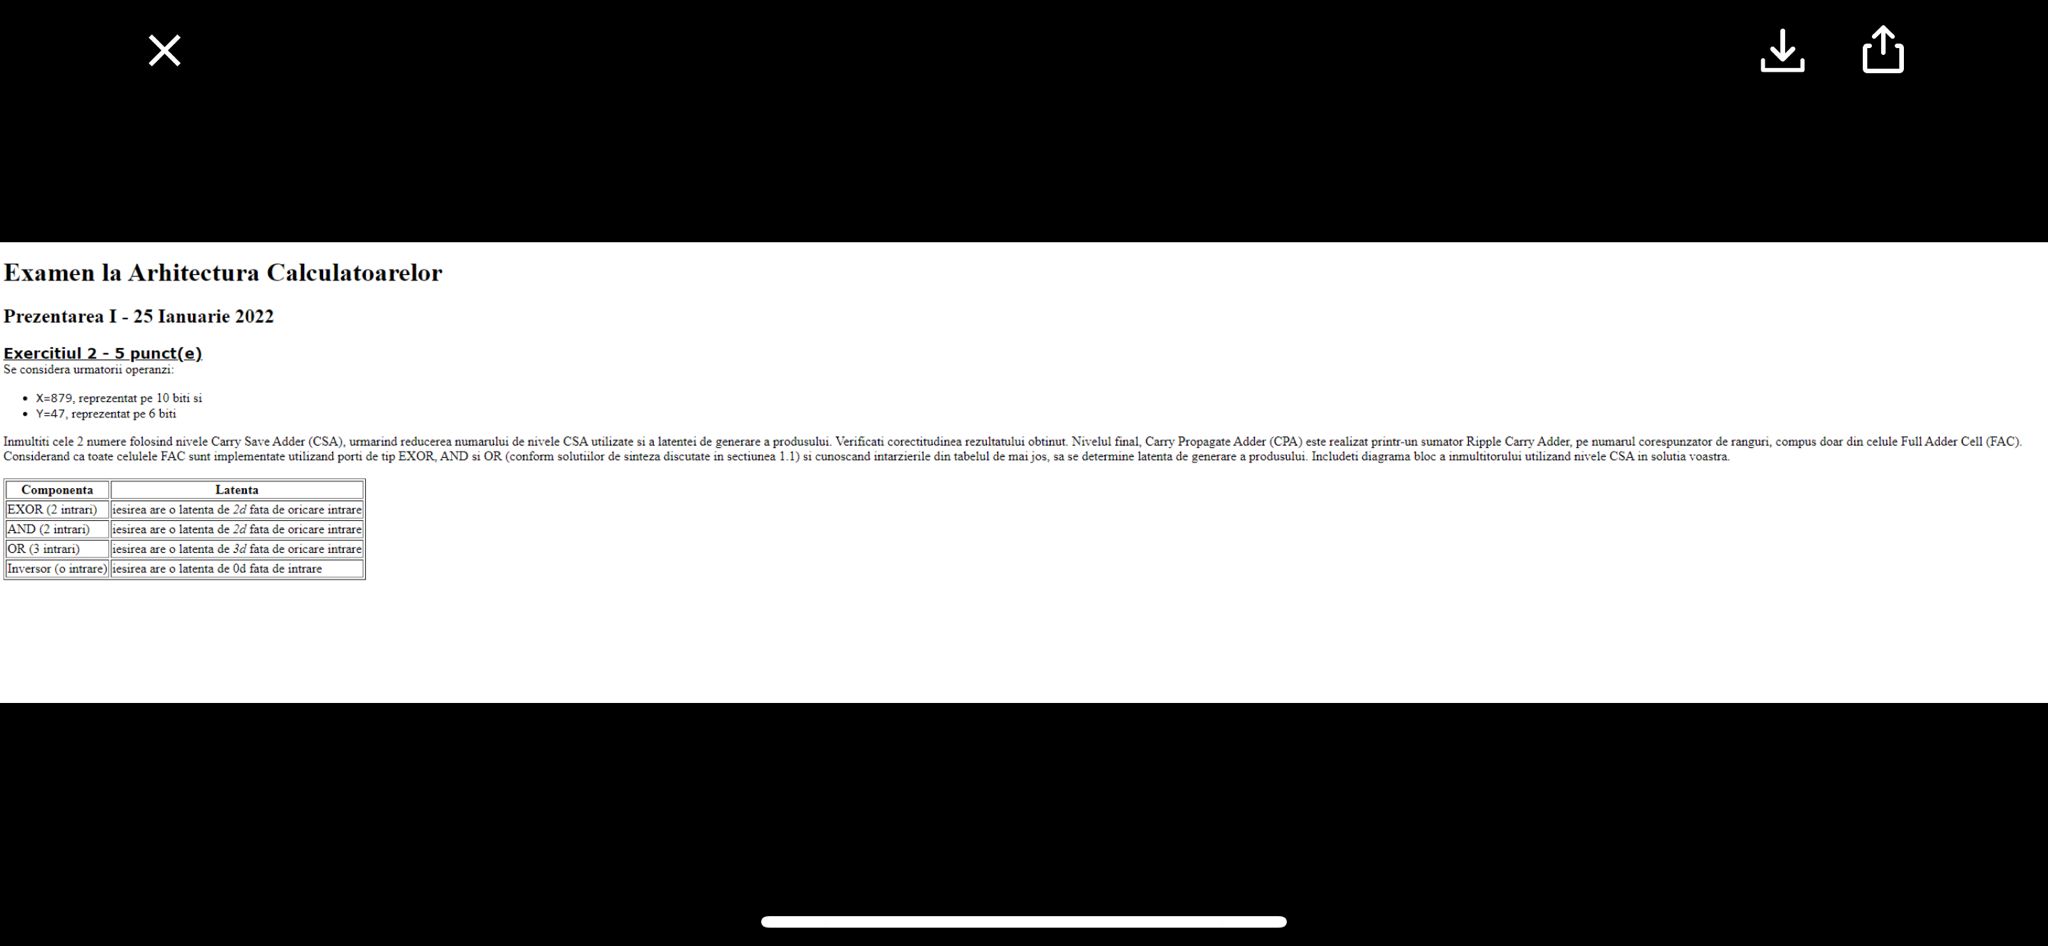 Examen la Arhitectura Calculatoarelor
Prezentarea I - 25 Ianuarie 2022
Exercitiul 2 - 5 punct(e)
Se considera urmatorii operanzi:
• X=879, reprezentat pe 10 biti si
• Y=47, reprezentat pe 6 biti
Inmultiti cele 2 numere folosind nivele Carry Save Adder (CSA), urmarind reducerea numarului de nivele CSA utilizate si a latentei de generare a produsului. Verificati corectitudinea rezultatului obtinut. Nivelul final, Carry Propagate Adder (CPA) este realizat printr-un sumator Ripple Carry Adder, pe numarul corespunzator de ranguri, compus doar din celule Full Adder Cell (FAC).
Considerand ca toate celulele FAC sunt implementate utilizand porti de tip EXOR, AND si OR (conform solutiilor de sinteza discutate in sectiunea 1.1) si cunoscand intarzierile din tabelul de mai jos, sa se determine latenta de generare a produsului. Includeti diagrama bloc a inmultitorului utilizand nivele CSA in solutia voastra.
Componenta Latenta
EXOR (2 intrari) iesirea are o latenta de 2d fata de oricare intrare
AND (2 intrari) iesirea are o latenta de 2d fata de oricare intrare
OR (3 intrari) iesirea are o latenta de 3d fata de oricare intrare
Inversor (o intrare) iesirea are o latenta de 0d fata de intrare